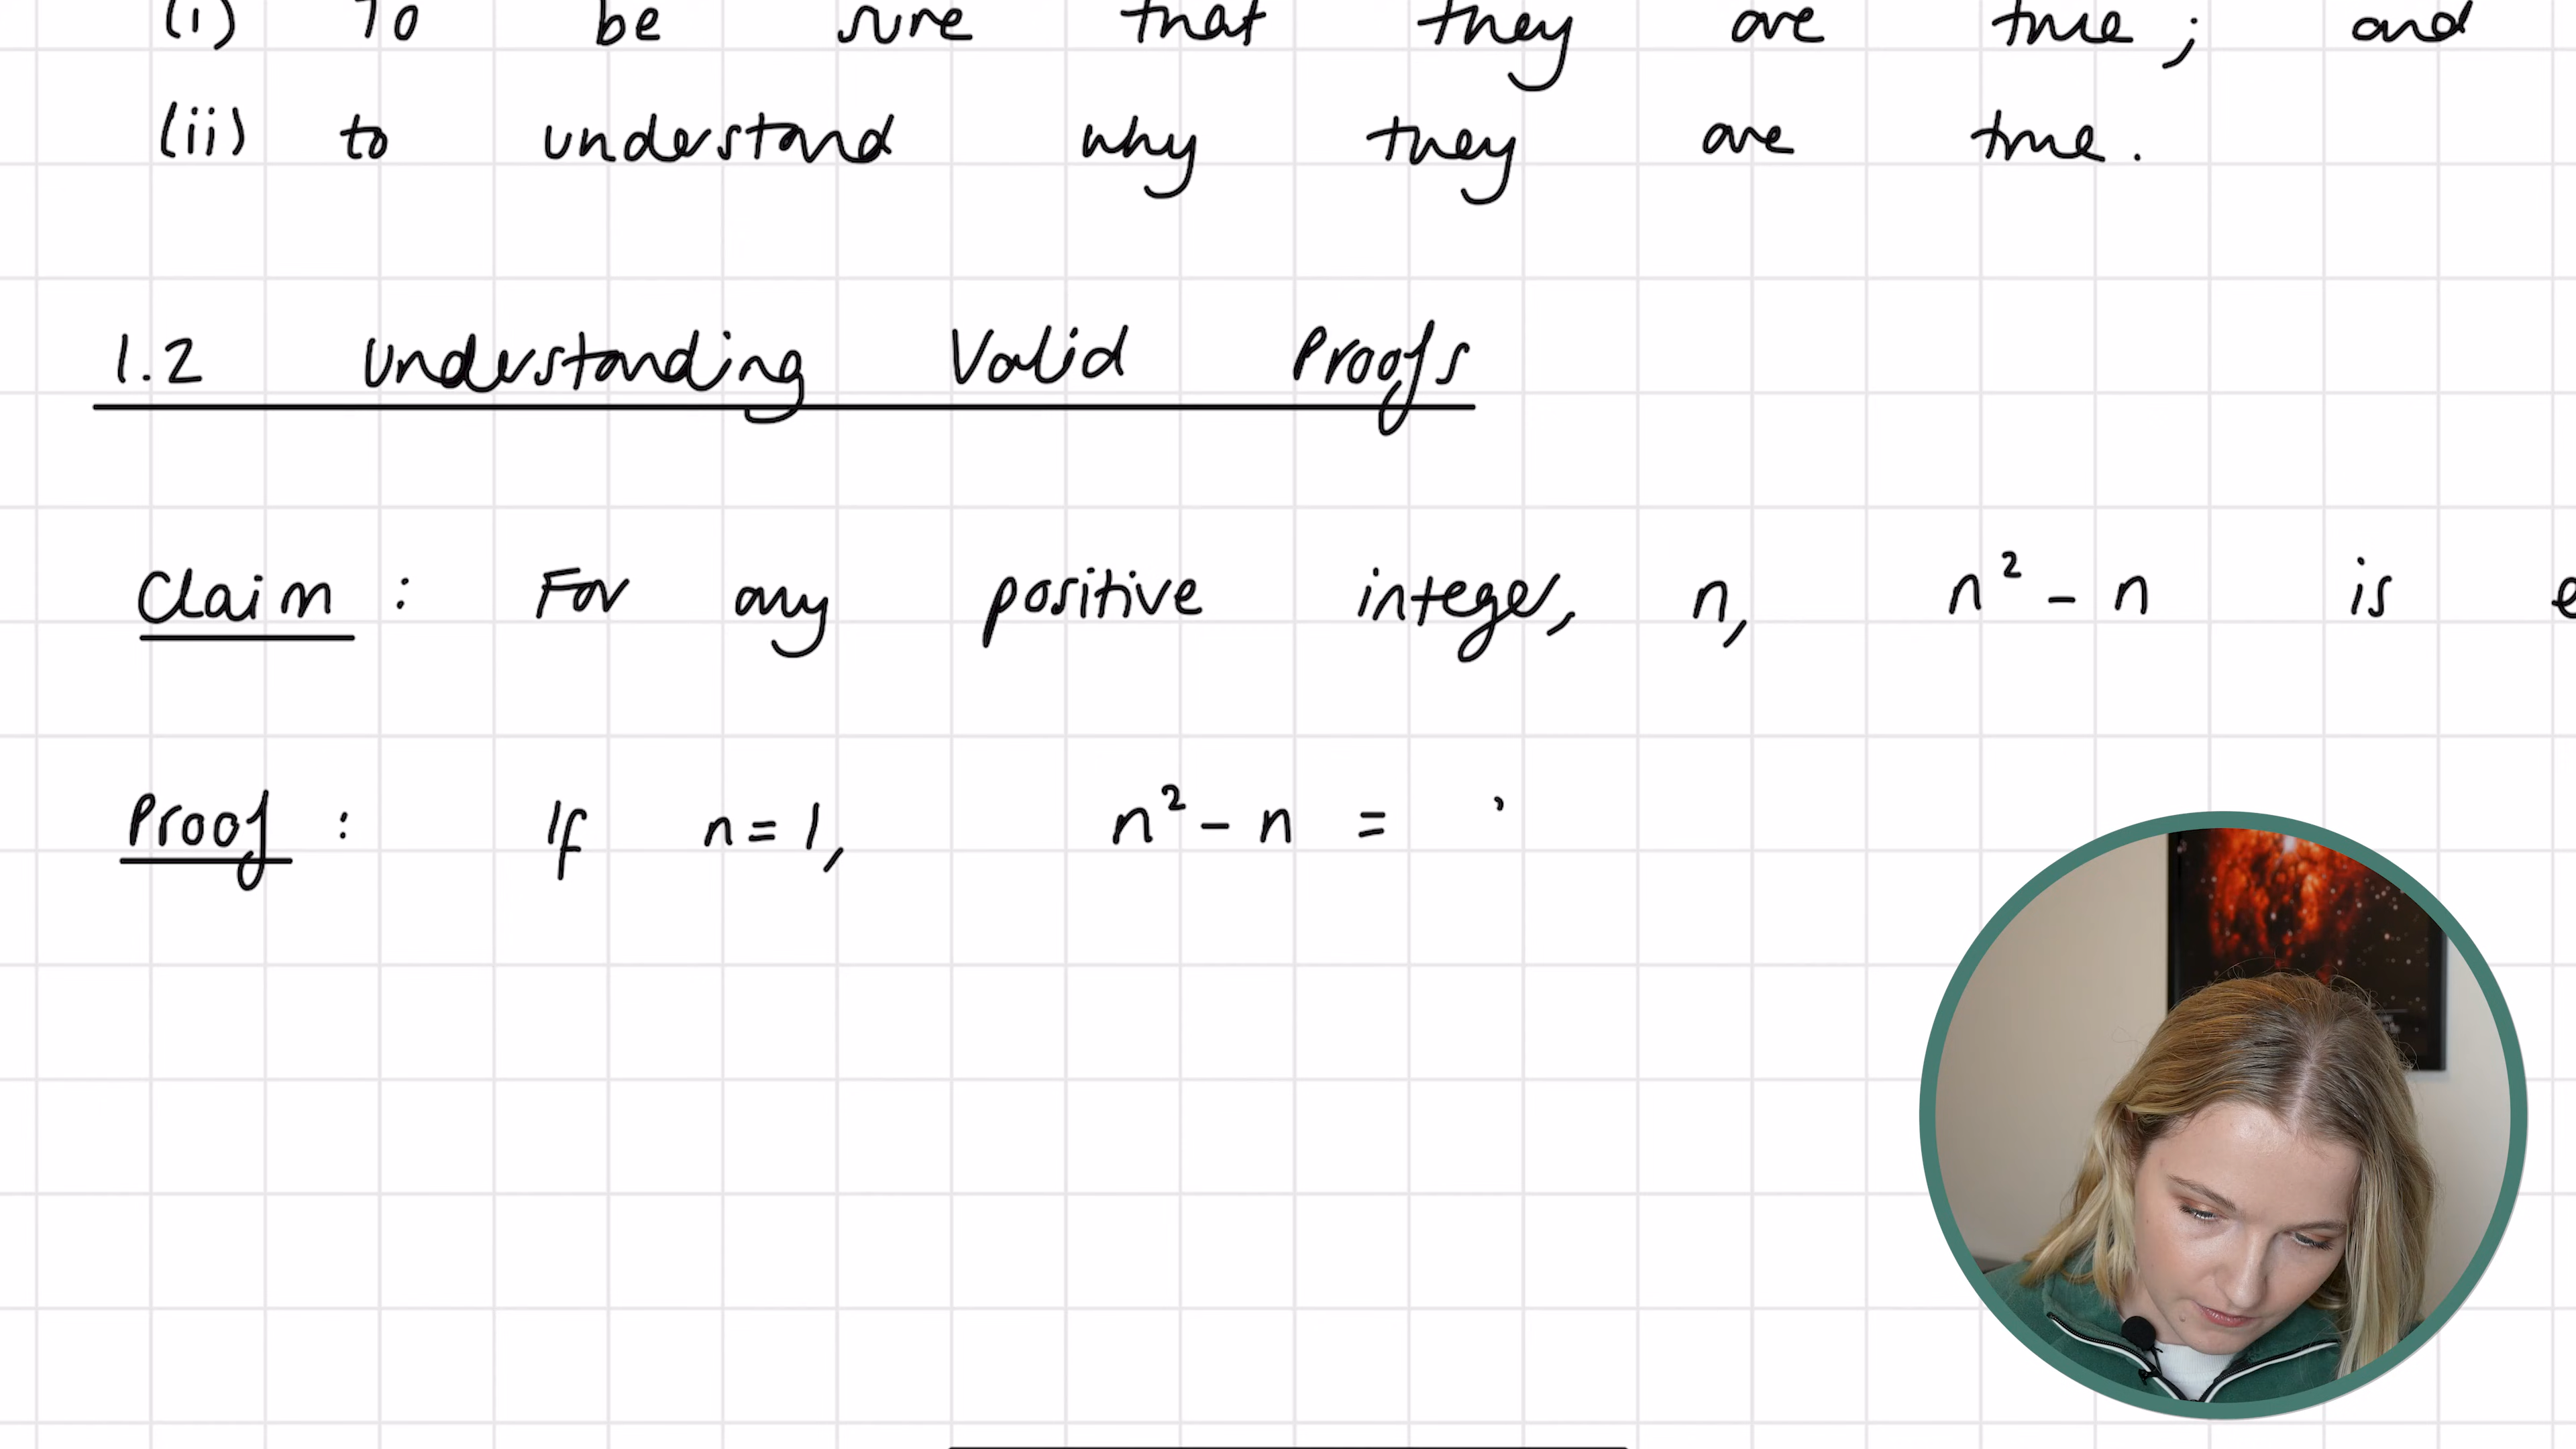 (i) To be sure that they are true; and
(ii) to understand why they are true.
1.2 Understanding Valid Proofs
Claim: For any positive integer, n, n² - n is
Proof: If n=1, n² - n =